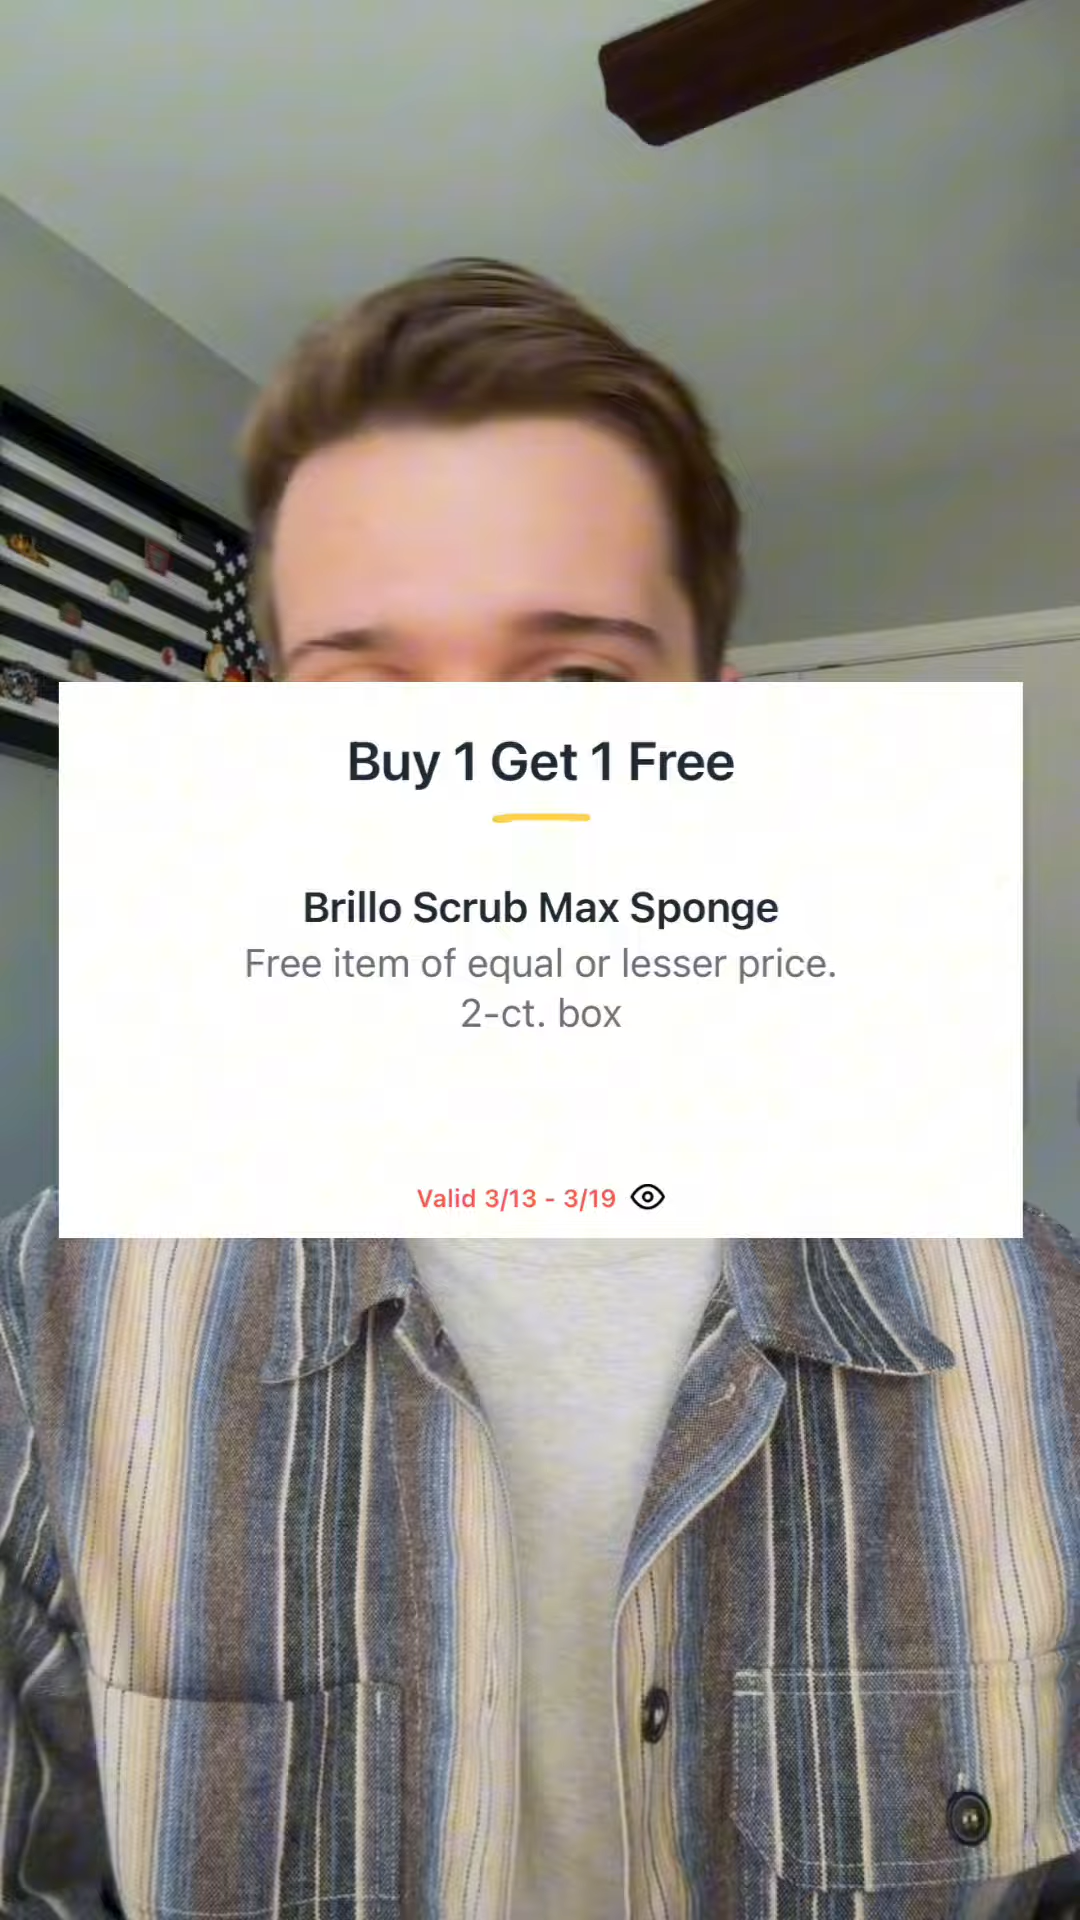 Buy 1 Get 1 Free
Brillo Scrub Max Sponge
Free item of equal or lesser price.
2-ct. box
Valid 3/13 - 3/19